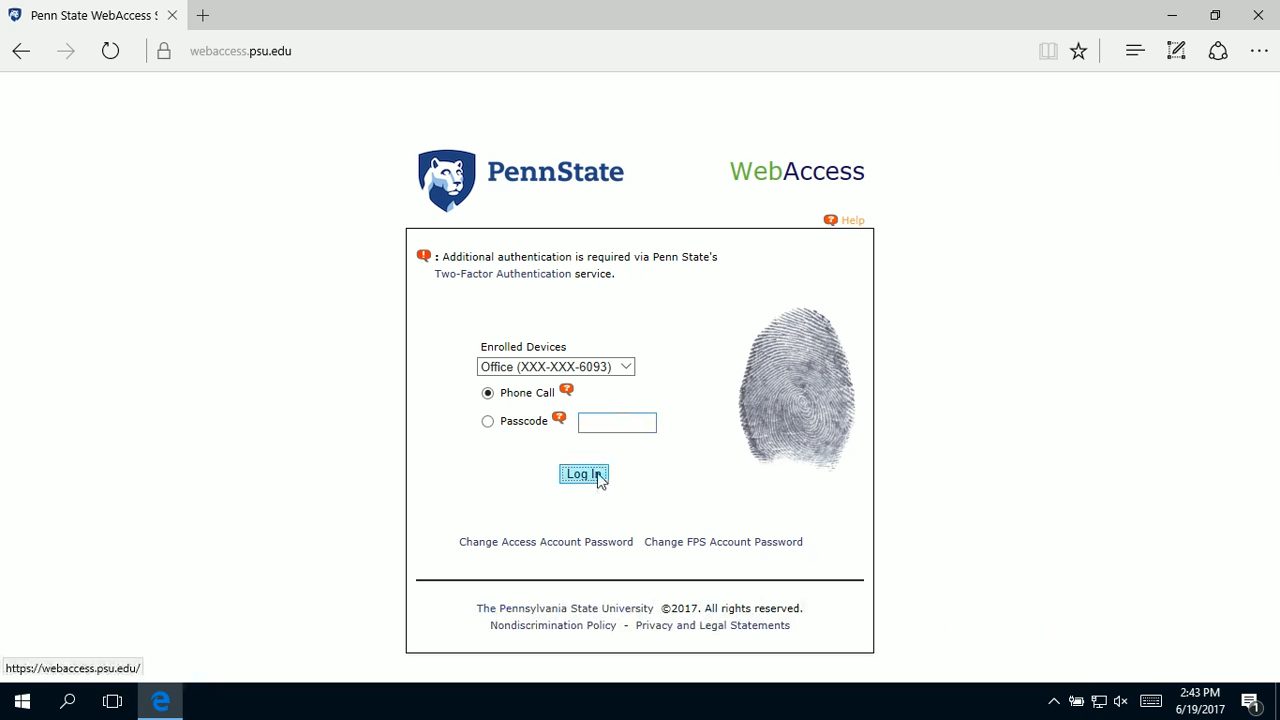 Penn State WebAccess S
webaccess.psu.edu
PennState
WebAccess
Help
: Additional authentication is required via Penn State's
Two-Factor Authentication service.
Enrolled Devices
Office (XXX-XXX-6093)
Phone Call
Passcode
Log In
Change Access Account Password Change FPS Account Password
The Pennsylvania State University ©2017. All rights reserved.
Nondiscrimination Policy - Privacy and Legal Statements
https://webaccess.psu.edu/
2:43 PM
6/19/2017
1